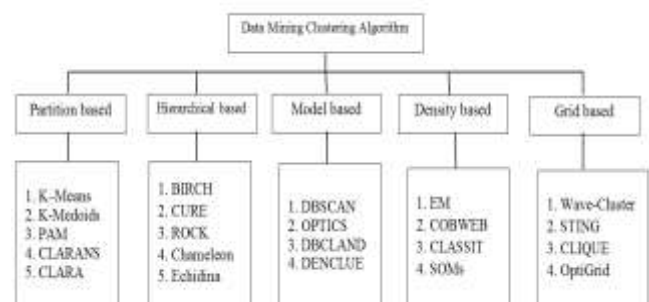 Data Mining Clustering Algorithm
Partition based
Hierarchical based
Model based
Density based
Grid based
1. K-Means
2. K-Medoids
3. PAM
4. CLARANS
5. CLARA
1. BIRCH
2. CURE
3. ROCK
4. Chameleon
5. Echidina
1. DBSCAN
2. OPTICS
3. DBCLAND
4. DENCLUE
1. EM
2. COBWEB
3. CLASSIT
4. SOMs
1. Wave-Cluster
2. STING
3. CLIQUE
4. OptiGrid